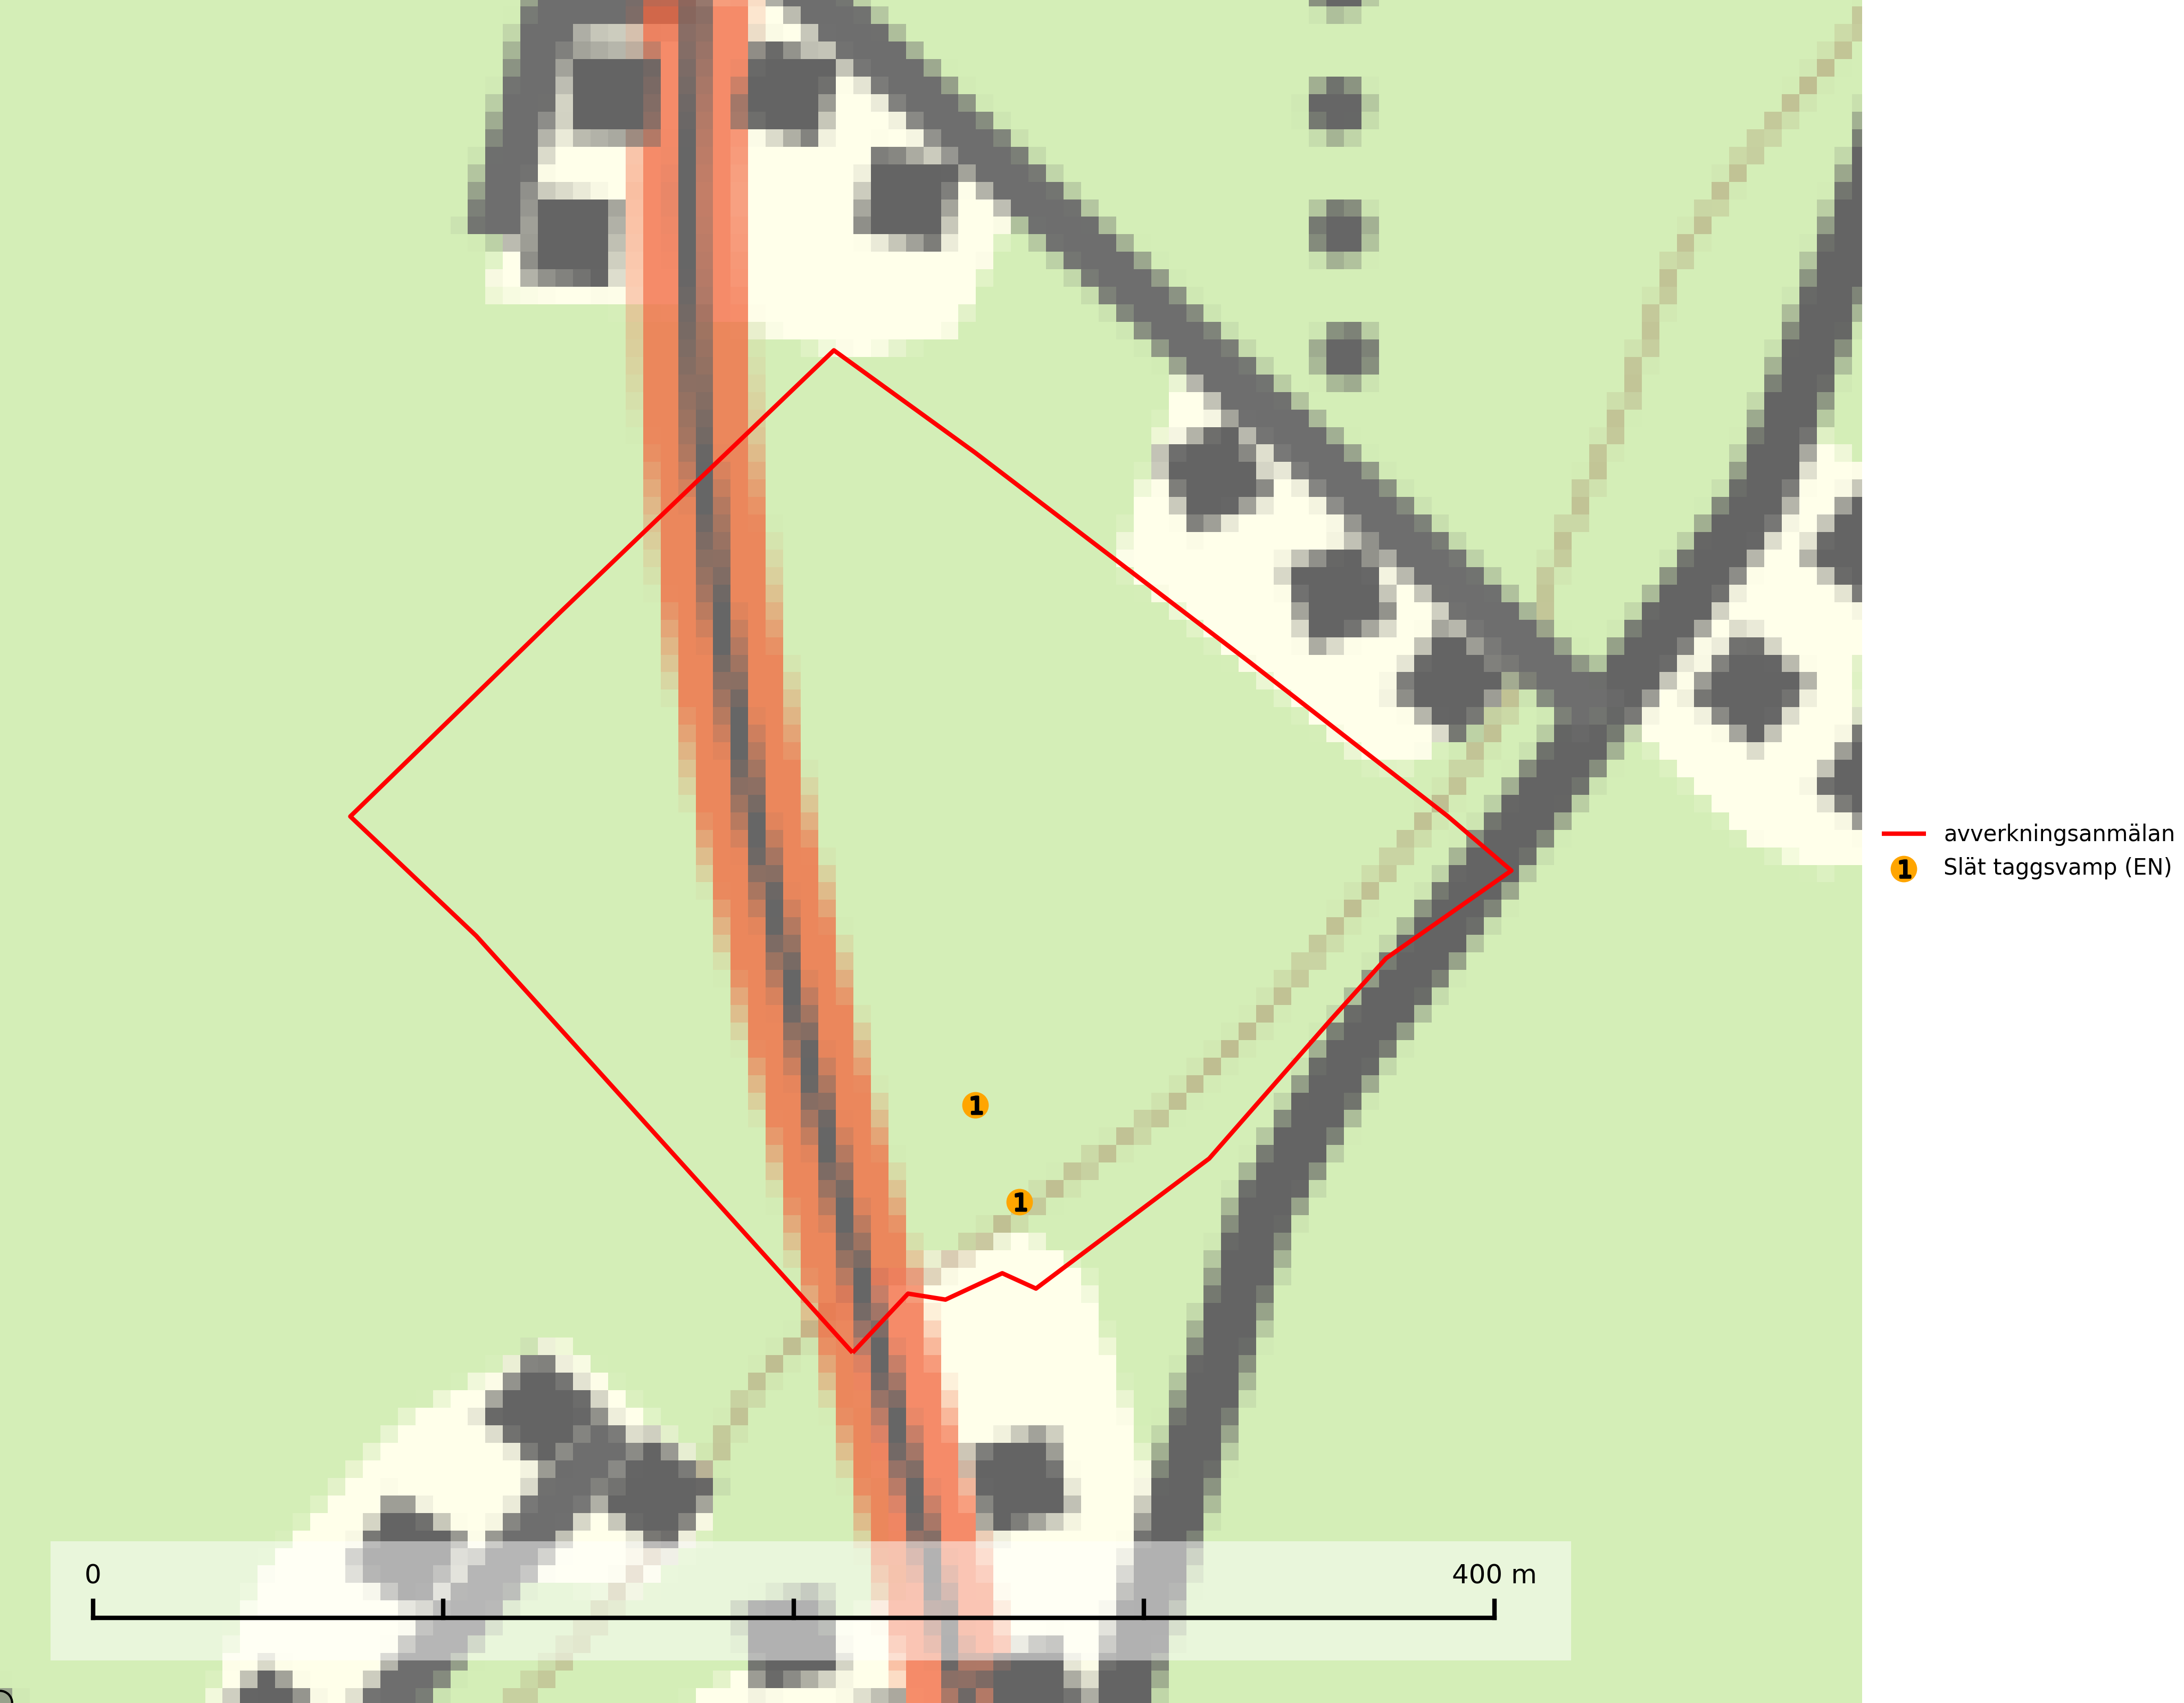 1
1
avverkningsanmälan
1 Slät taggsvamp (EN)
0 400 m